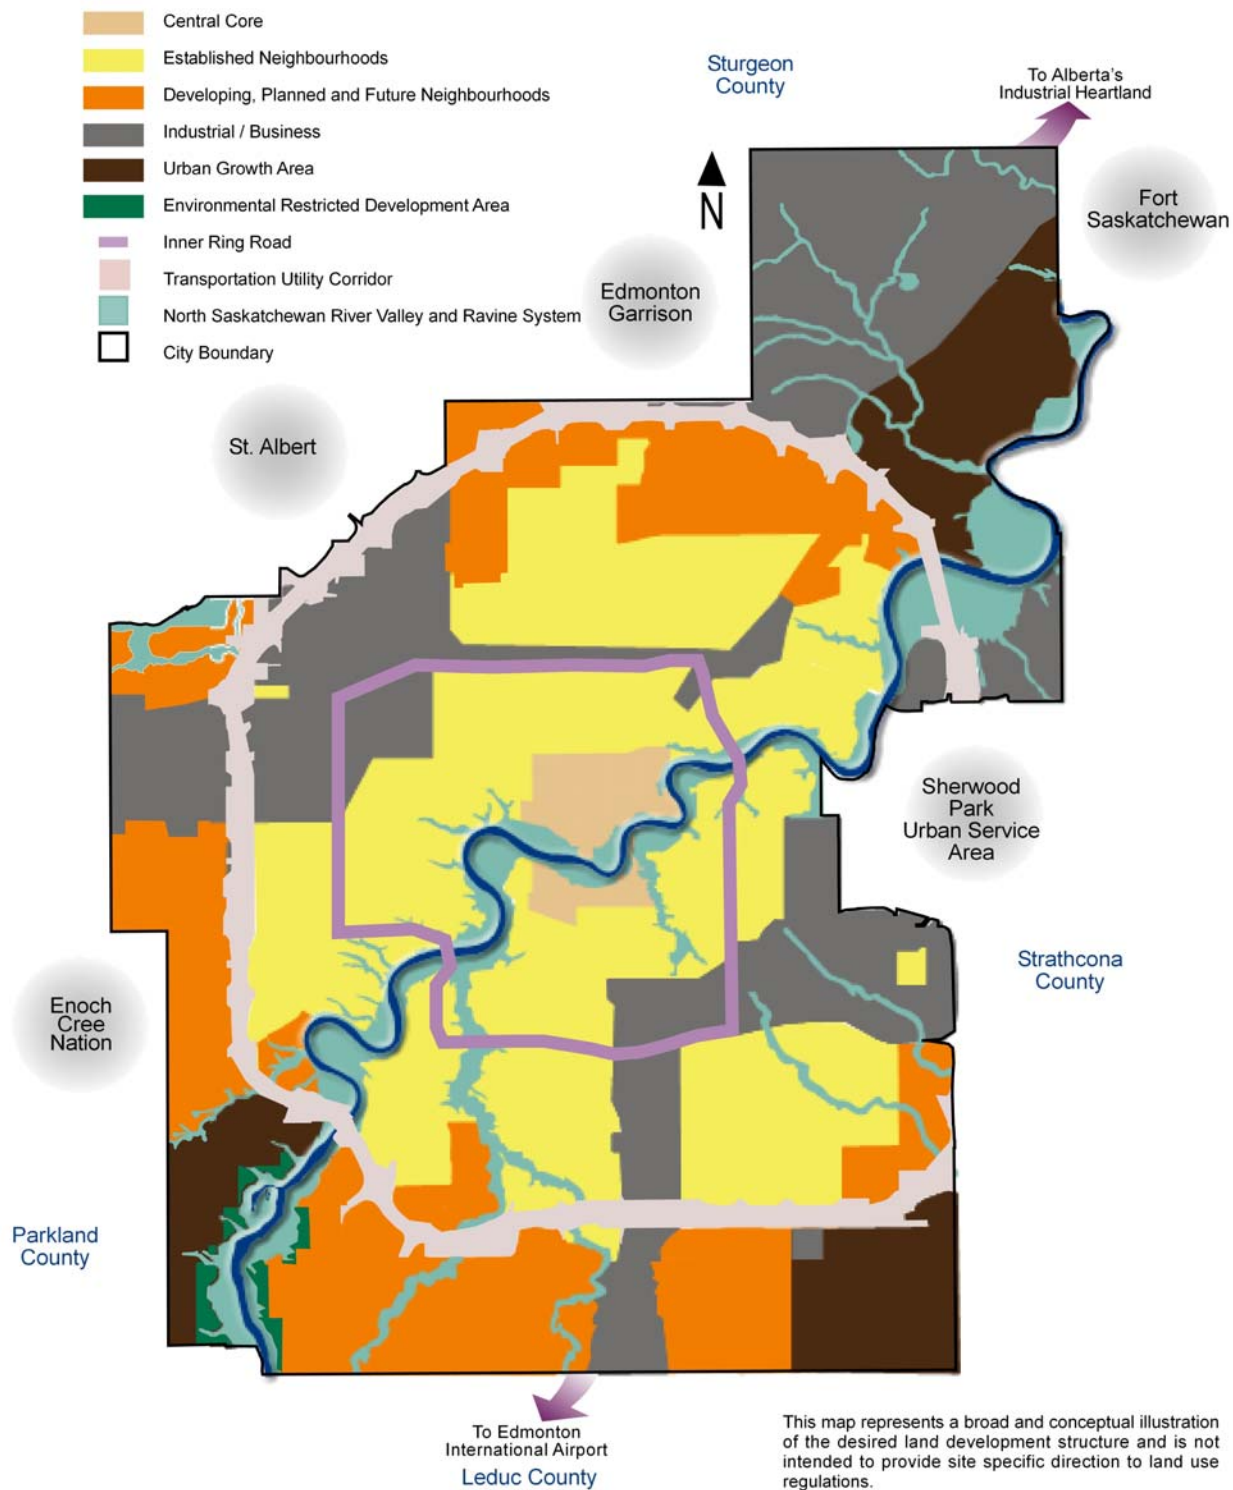 Central Core
Established Neighbourhoods
Developing, Planned and Future Neighbourhoods
Industrial / Business
Urban Growth Area
Environmental Restricted Development Area
Inner Ring Road
Transportation Utility Corridor
North Saskatchewan River Valley and Ravine System
City Boundary
Sturgeon
County
To Alberta's
Industrial Heartland
N
Fort
Saskatchewan
Edmonton
Garrison
St. Albert
Sherwood
Park
Urban Service
Area
Strathcona
County
Enoch
Cree
Nation
Parkland
County
To Edmonton
International Airport
Leduc County
This map represents a broad and conceptual illustration
of the desired land development structure and is not
intended to provide site specific direction to land use
regulations.